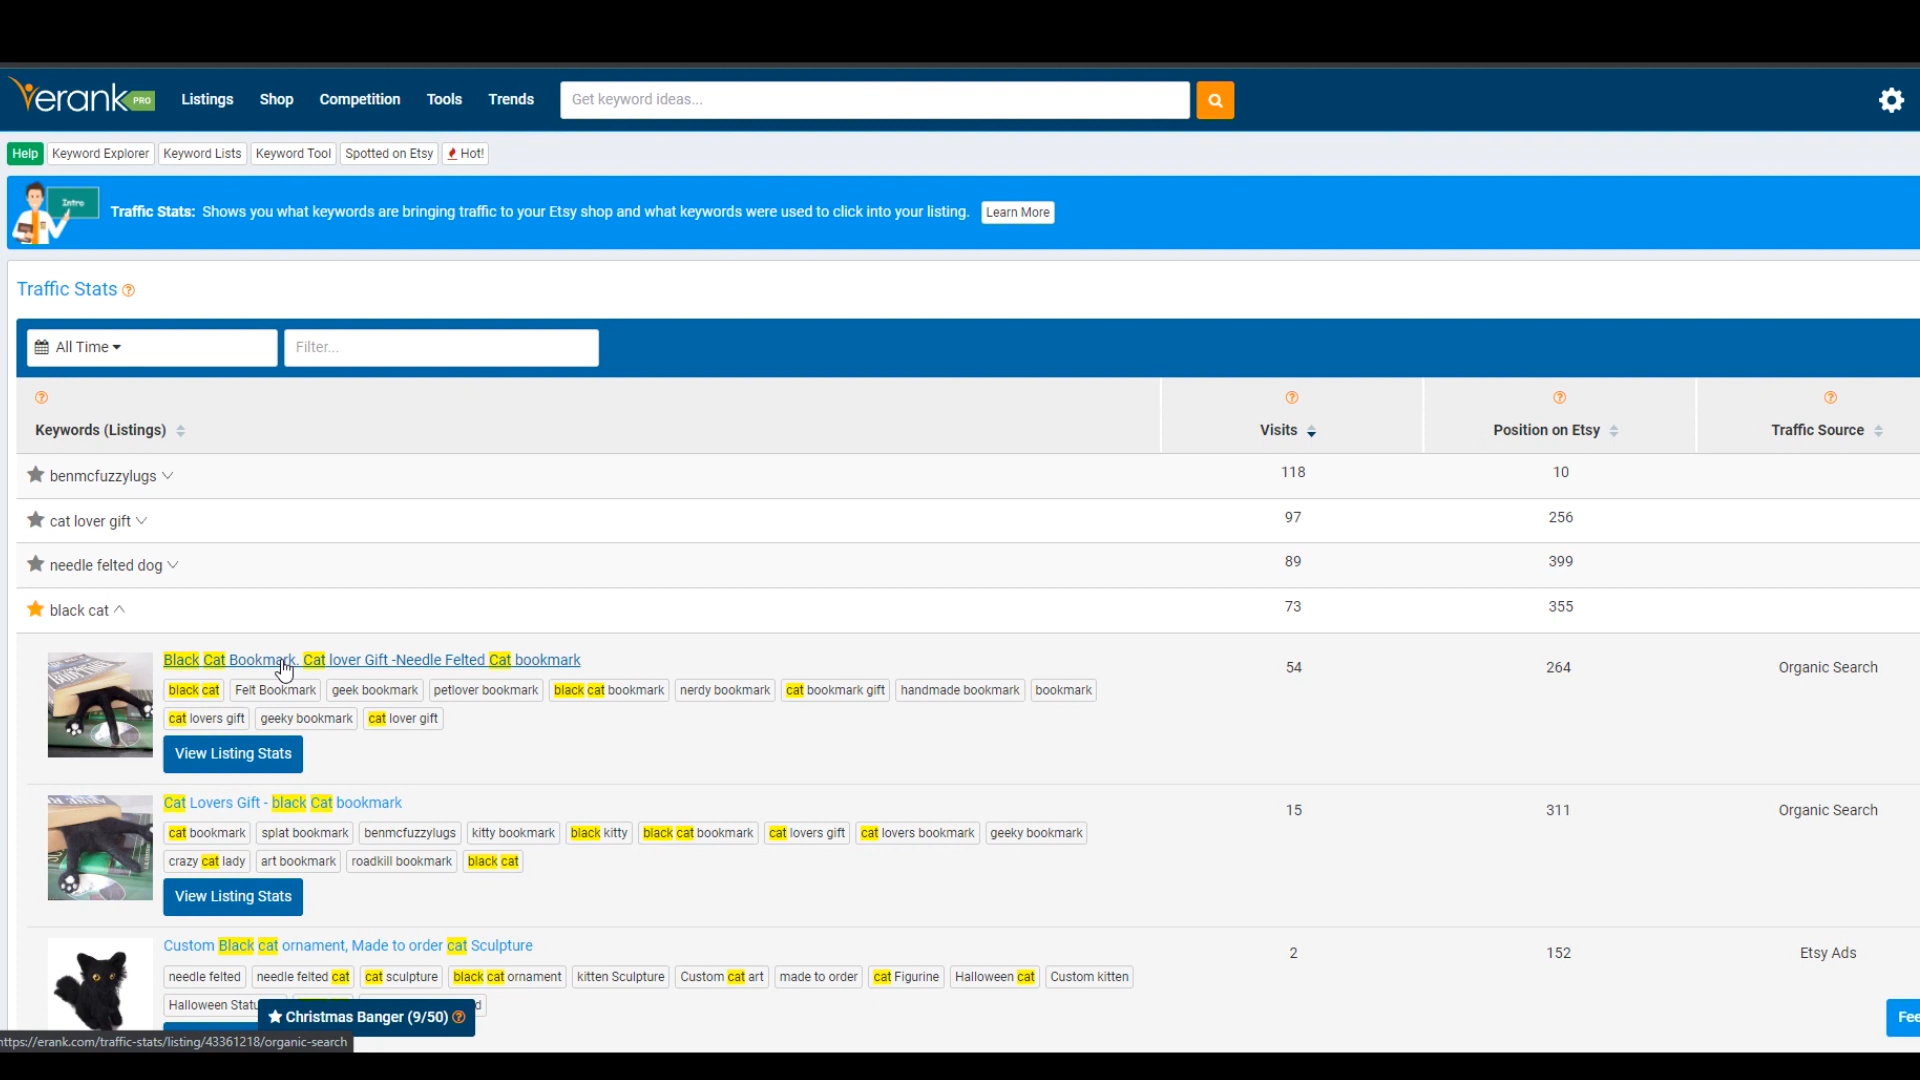 erank PRO Listings Shop Competition Tools Trends Get keyword ideas...
Help Keyword Explorer Keyword Lists Keyword Tool Spotted on Etsy Hot!
Intro Traffic Stats: Shows you what keywords are bringing traffic to your Etsy shop and what keywords were used to click into your listing. Learn More
Traffic Stats
All Time Filter...
Keywords (Listings) Visits Position on Etsy Traffic Source
benmcfuzzylugs 118 10
cat lover gift 97 256
needle felted dog 89 399
black cat 73 355
Black Cat Bookmark. Cat lover Gift -Needle Felted Cat bookmark 54 264 Organic Search
black cat Felt Bookmark geek bookmark petlover bookmark black cat bookmark nerdy bookmark cat bookmark gift handmade bookmark bookmark
cat lovers gift geeky bookmark cat lover gift
View Listing Stats
Cat Lovers Gift - black Cat bookmark 15 311 Organic Search
cat bookmark splat bookmark benmcfuzzylugs kitty bookmark black kitty black cat bookmark cat lovers gift cat lovers bookmark geeky bookmark
crazy cat lady art bookmark roadkill bookmark black cat
View Listing Stats
Custom Black cat ornament, Made to order cat Sculpture 2 152 Etsy Ads
needle felted needle felted cat cat sculpture black cat ornament kitten Sculpture Custom cat art made to order cat Figurine Halloween cat Custom kitten
Halloween Statu
Christmas Banger (9/50)
Fee
https://erank.com/traffic-stats/listing/43361218/organic-search